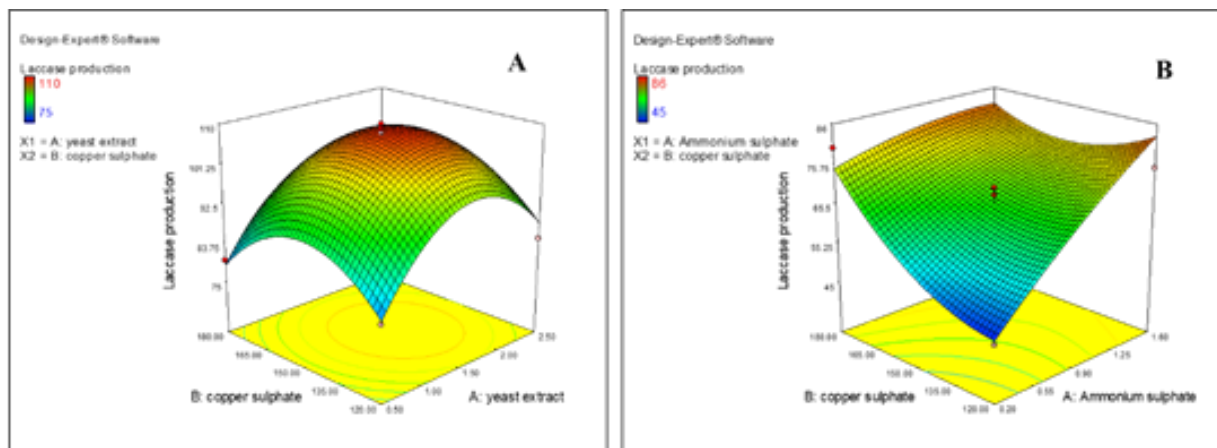 Design-Expert® Software
Laccase production
110
75
X1 = A: yeast extract
X2 = B: copper sulphate
A
110
101.25
92.5
83.75
75
Laccase production
180.00
165.00
150.00
135.00
120.00
B: copper sulphate
2.50
2.00
1.50
1.00
0.50
A: yeast extract
Design-Expert® Software
Laccase production
86
45
X1 = A: Ammonium sulphate
X2 = B: copper sulphate
B
86
75.75
65.5
55.25
45
Laccase production
180.00
165.00
150.00
135.00
120.00
B: copper sulphate
1.60
1.25
0.90
0.55
0.20
A: Ammonium sulphate